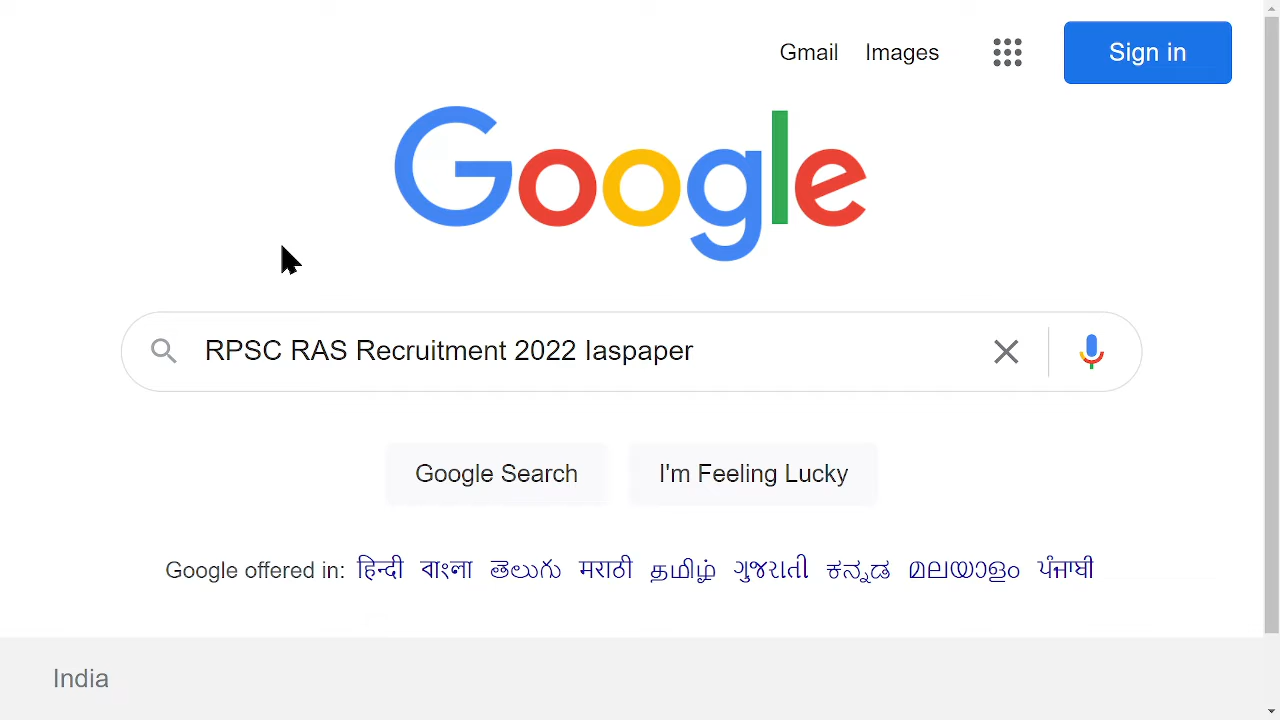 Gmail Images Sign in
Google
RPSC RAS Recruitment 2022 Iaspaper
Google Search I'm Feeling Lucky
Google offered in: हिन्दी বাংলা తెలుగు मराठी தமிழ் ગુજરાતી ಕನ್ನಡ മലയാളം ਪੰਜਾਬੀ
India